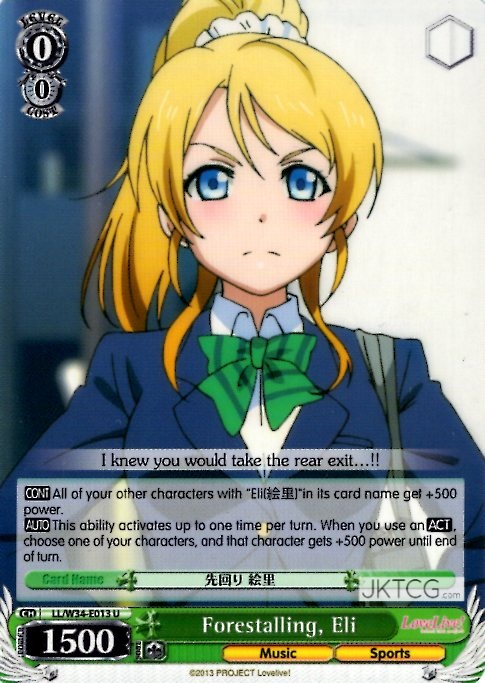 LEVEL
0
0
COST
I knew you would take the rear exit...!!
CONT All of your other characters with "Eli(絵里)"in its card name get +500
power.
AUTO This ability activates up to one time per turn. When you use an ACT,
choose one of your characters, and that character gets +500 power until end
of turn.
Card Name 先回り 絵里
JKTCG.com
CH LL/W34-E013 U
1500
Forestalling, Eli
LoveLive!
Music Sports
©2013 PROJECT Lovelive!